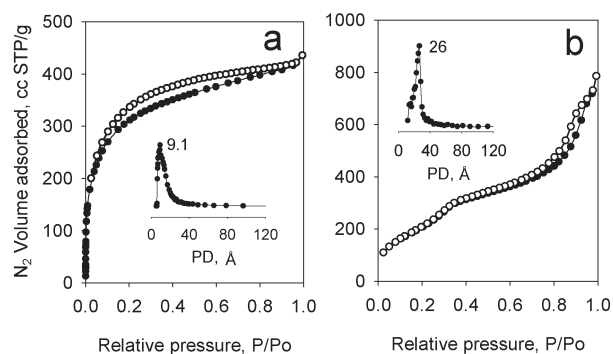 a
b
N2 Volume adsorbed, cc STP/g
500
400
300
200
100
0
0.0 0.2 0.4 0.6 0.8 1.0
Relative pressure, P/Po
9.1
0 40 80 120
PD, Å
1000
800
600
400
200
0
0.0 0.2 0.4 0.6 0.8 1.0
Relative pressure, P/Po
26
0 40 80 120
PD, Å